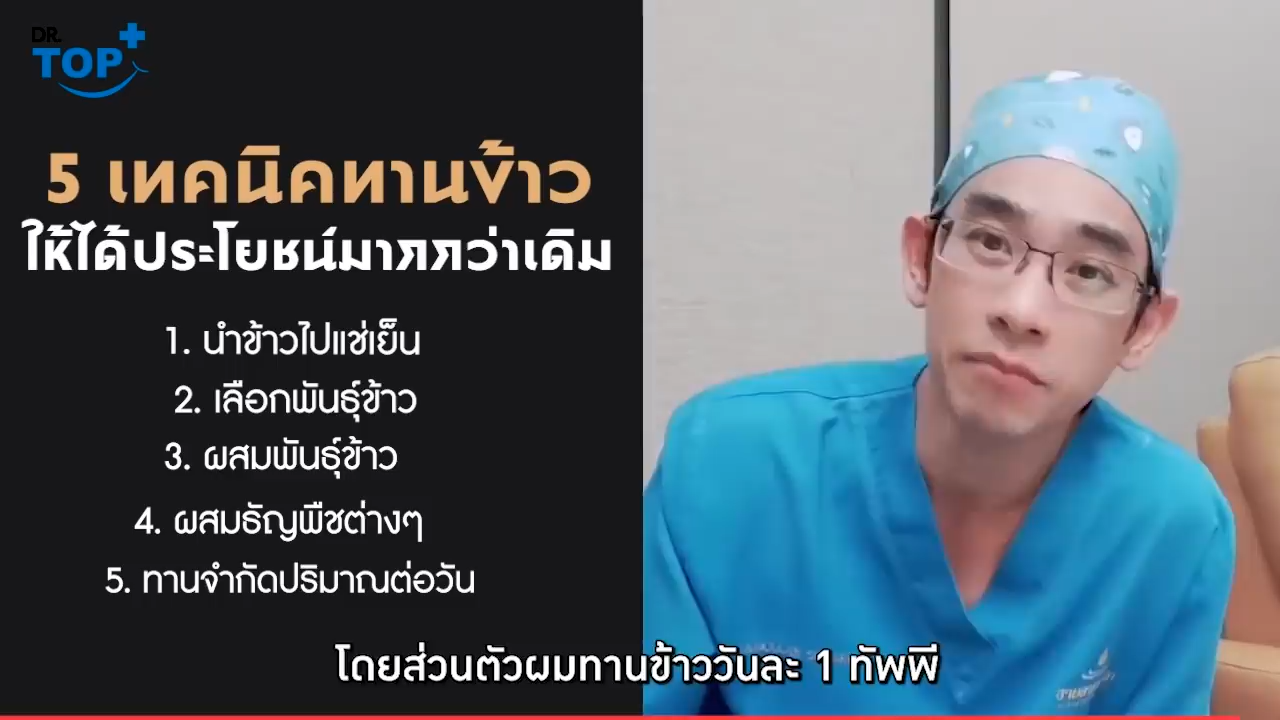 DR.
TOP
5 เทคนิคทานข้าว
ให้ได้ประโยชน์มากกว่าเดิม
1. นำข้าวไปแช่เย็น
2. เลือกพันธุ์ข้าว
3. ผสมพันธุ์ข้าว
4. ผสมธัญพืชต่างๆ
5. ทานจำกัดปริมาณต่อวัน
โดยส่วนตัวผมทานข้าววันละ 1 ทัพพี